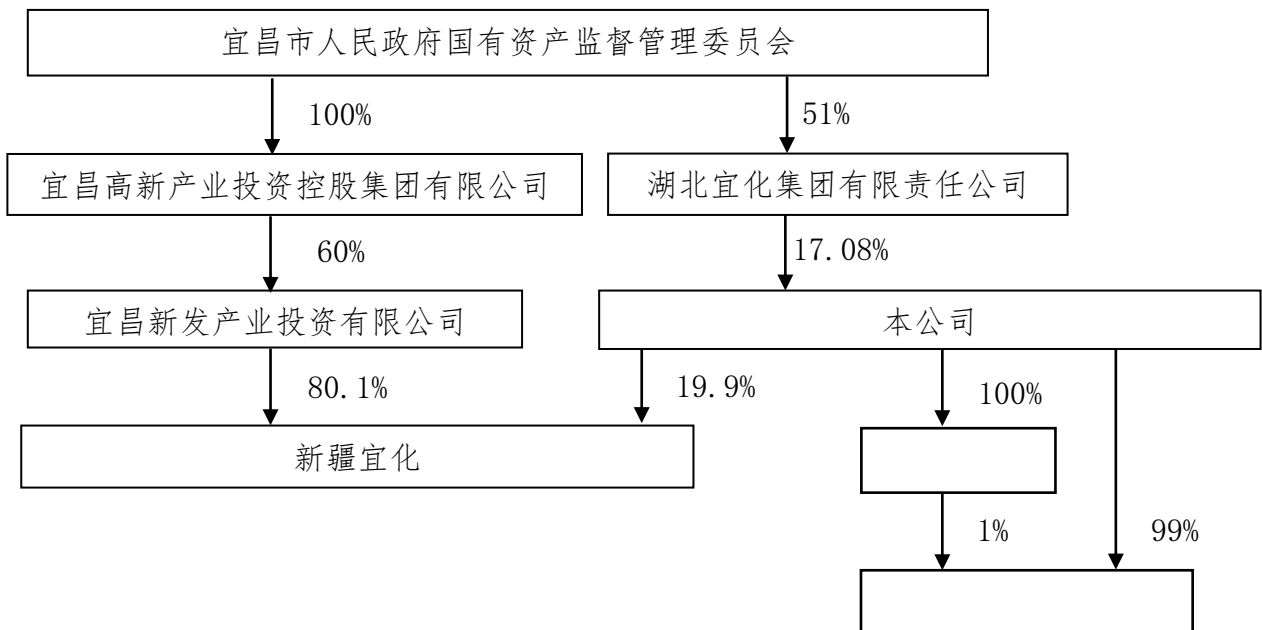 宜昌市人民政府国有资产监督管理委员会
100%
51%
宜昌高新产业投资控股集团有限公司
湖北宜化集团有限责任公司
60%
17.08%
宜昌新发产业投资有限公司
本公司
80.1%
19.9%
100%
新疆宜化
1%
99%